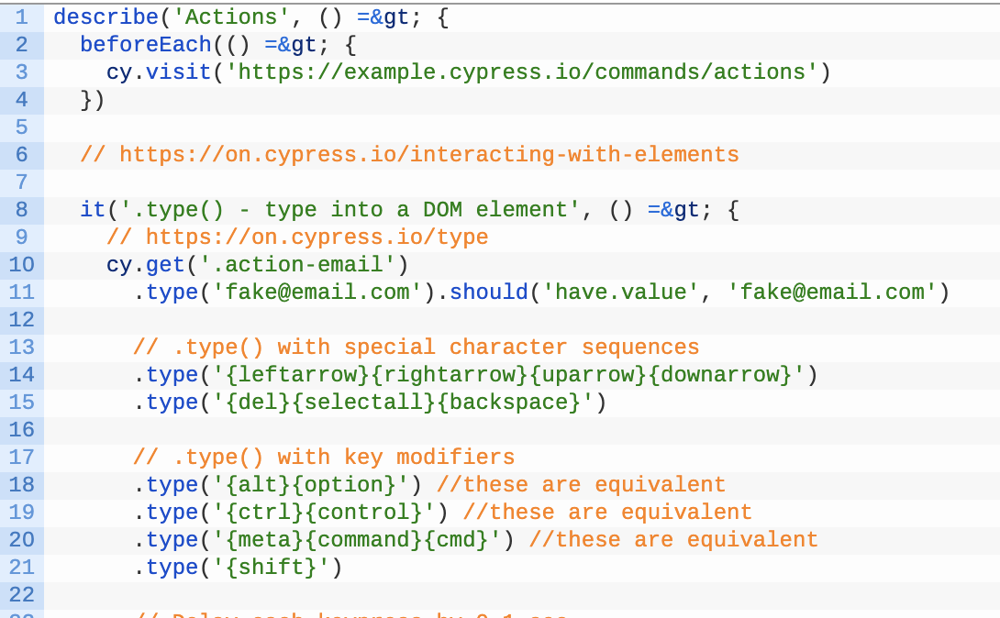 1 describe('Actions', () =&gt; {
2   beforeEach(() =&gt; {
3     cy.visit('https://example.cypress.io/commands/actions')
4   })
5
6   // https://on.cypress.io/interacting-with-elements
7
8   it('.type() - type into a DOM element', () =&gt; {
9     // https://on.cypress.io/type
10     cy.get('.action-email')
11       .type('fake@email.com').should('have.value', 'fake@email.com')
12
13       // .type() with special character sequences
14       .type('{leftarrow}{rightarrow}{uparrow}{downarrow}')
15       .type('{del}{selectall}{backspace}')
16
17       // .type() with key modifiers
18       .type('{alt}{option}') //these are equivalent
19       .type('{ctrl}{control}') //these are equivalent
20       .type('{meta}{command}{cmd}') //these are equivalent
21       .type('{shift}')
22